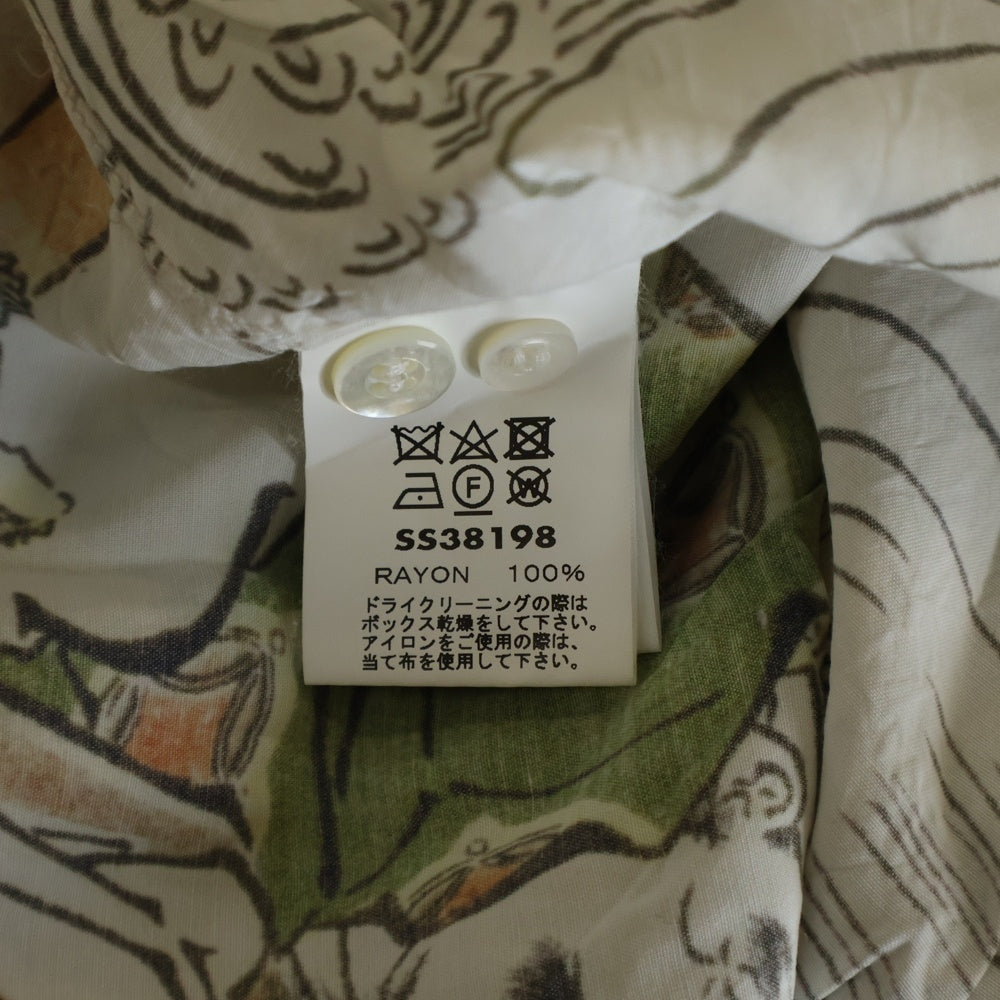 F W
SS38198
RAYON 100%
ドライクリーニングの際は
ボックス乾燥をして下さい。
アイロンをご使用の際は、
当て布を使用して下さい。